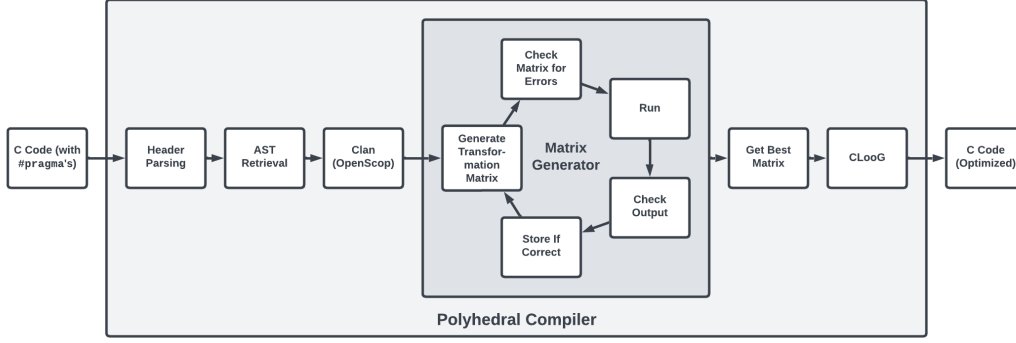 C Code (with
#pragma's)
Header
Parsing
AST
Retrieval
Clan
(OpenScop)
Generate
Transfor-
mation
Matrix
Check
Matrix for
Errors
Run
Check
Output
Store If
Correct
Matrix
Generator
Get Best
Matrix
CLooG
C Code
(Optimized)
Polyhedral Compiler